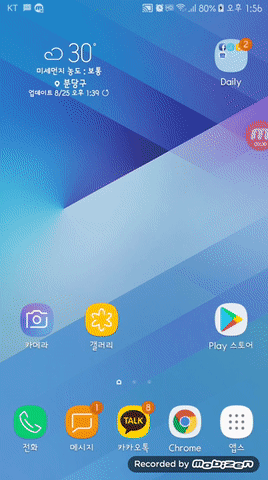 KT
80% 오후 1:56
30°
미세먼지 농도 : 보통
분당구
업데이트 8/25 오후 1:39
2
Daily
카메라
갤러리
Play 스토어
1
8
TALK
전화
메시지
카카오톡
Chrome
앱스
Recorded by mobizen